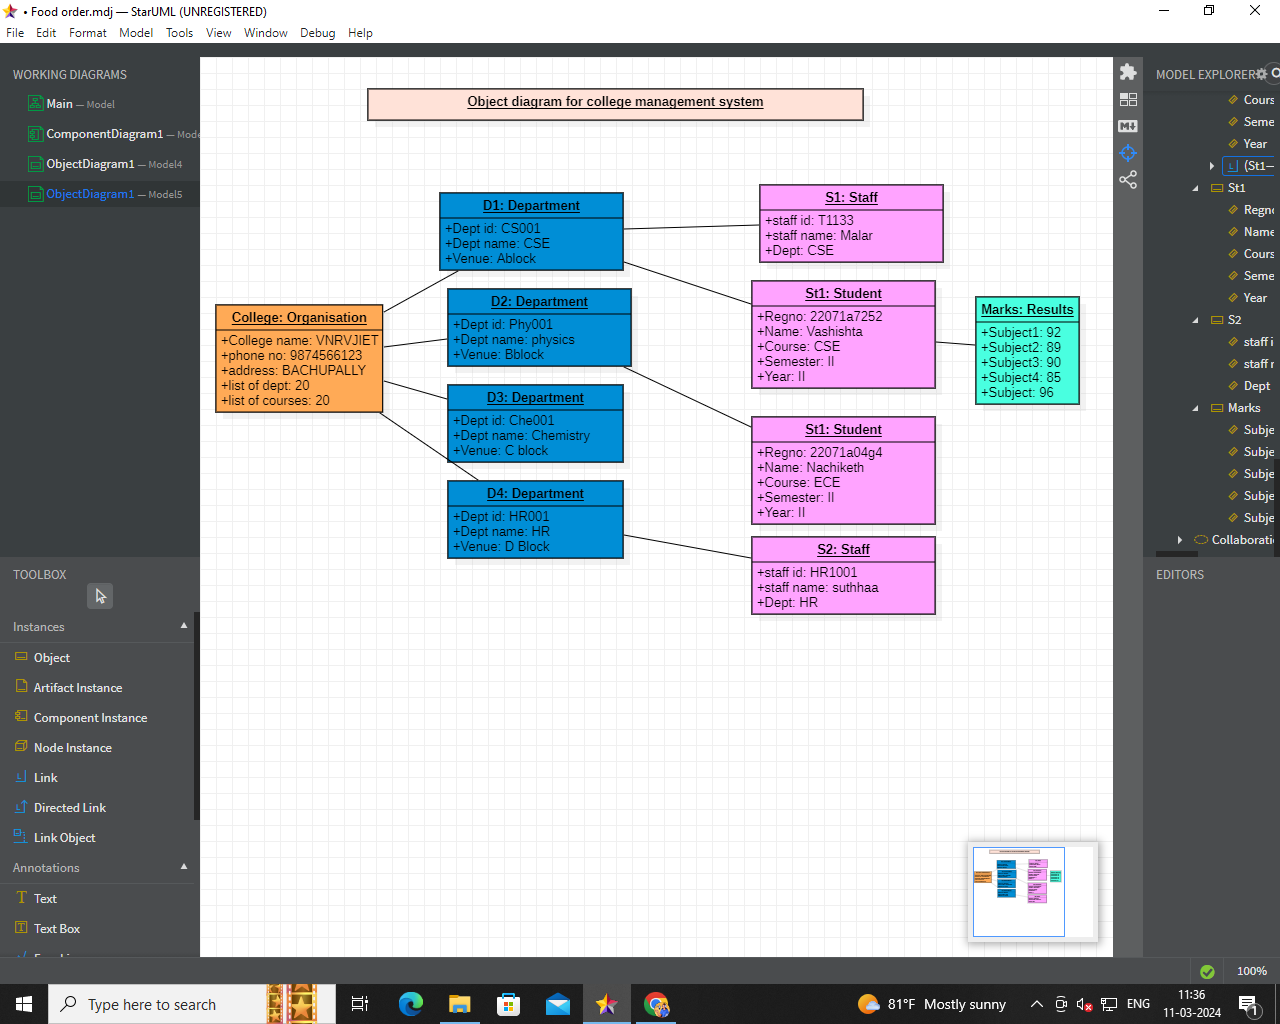 • Food order.mdj — StarUML (UNREGISTERED)
File Edit Format Model Tools View Window Debug Help
WORKING DIAGRAMS
Main — Model
ComponentDiagram1 — Mode
ObjectDiagram1 — Model4
ObjectDiagram1 — Model5
TOOLBOX
Instances
Object
Artifact Instance
Component Instance
Node Instance
Link
Directed Link
Link Object
Annotations
Text
Text Box
Object diagram for college management system
College: Organisation
+College name: VNRVJIET
+phone no: 9874566123
+address: BACHUPALLY
+list of dept: 20
+list of courses: 20
D1: Department
+Dept id: CS001
+Dept name: CSE
+Venue: Ablock
D2: Department
+Dept id: Phy001
+Dept name: physics
+Venue: Bblock
D3: Department
+Dept id: Che001
+Dept name: Chemistry
+Venue: C block
D4: Department
+Dept id: HR001
+Dept name: HR
+Venue: D Block
S1: Staff
+staff id: T1133
+staff name: Malar
+Dept: CSE
St1: Student
+Regno: 22071a7252
+Name: Vashishta
+Course: CSE
+Semester: II
+Year: II
St1: Student
+Regno: 22071a04g4
+Name: Nachiketh
+Course: ECE
+Semester: II
+Year: II
S2: Staff
+staff id: HR1001
+staff name: suthhaa
+Dept: HR
Marks: Results
+Subject1: 92
+Subject2: 89
+Subject3: 90
+Subject4: 85
+Subject: 96
M↓
MODEL EXPLORER
Cours
Seme
Year
(St1—
St1
Regno
Name
Cours
Seme
Year
S2
staff i
staff r
Dept
Marks
Subje
Subje
Subje
Subje
Subje
Collaboratio
EDITORS
100%
Type here to search
81°F Mostly sunny
ENG
11:36
11-03-2024
1